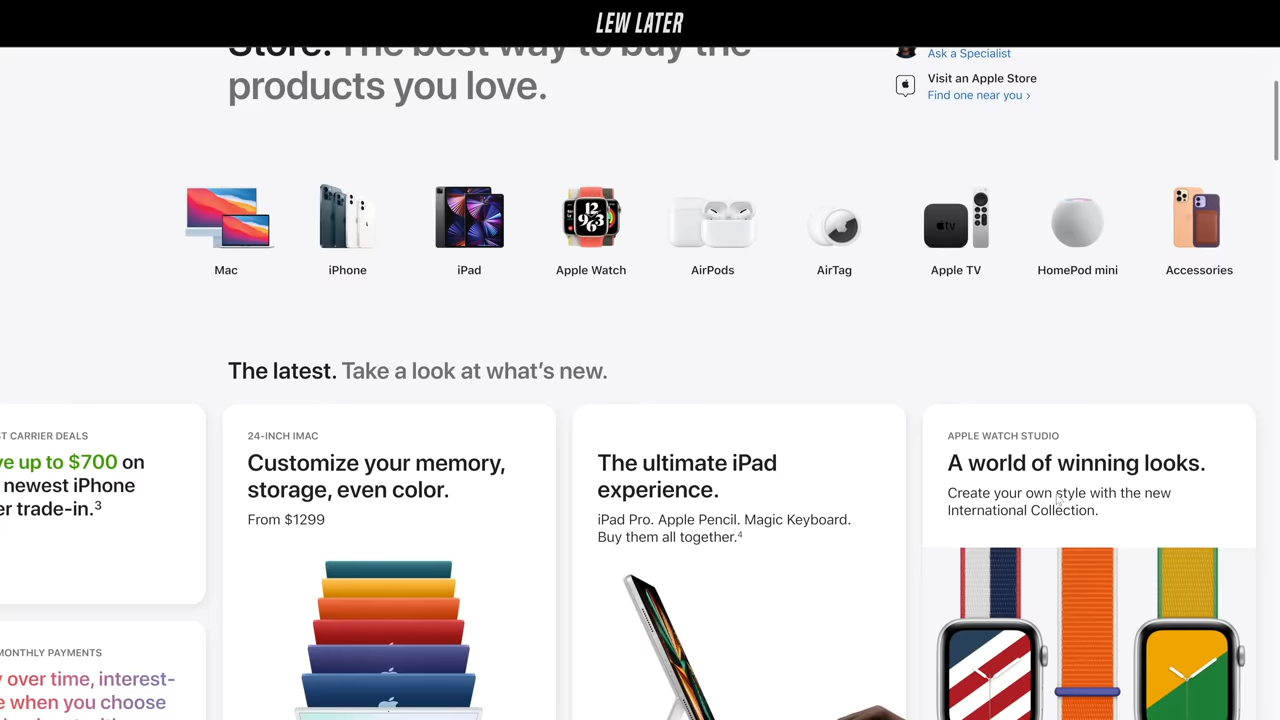 LEW LATER
Store. The best way to buy the
products you love.
Ask a Specialist
Visit an Apple Store
Find one near you ›
Mac
iPhone
iPad
Apple Watch
AirPods
AirTag
Apple TV
HomePod mini
Accessories
The latest. Take a look at what's new.
CARRIER DEALS
up to $700 on
newest iPhone
trade-in.³
MONTHLY PAYMENTS
over time, interest-
when you choose
24-INCH IMAC
Customize your memory,
storage, even color.
From $1299
The ultimate iPad
experience.
iPad Pro. Apple Pencil. Magic Keyboard.
Buy them all together.⁴
APPLE WATCH STUDIO
A world of winning looks.
Create your own style with the new
International Collection.